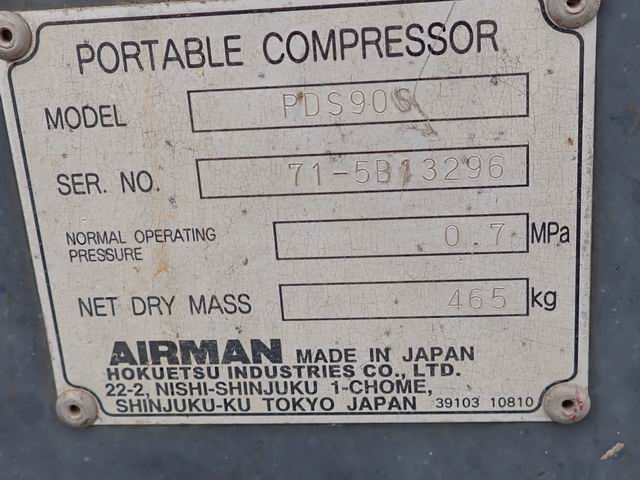 PORTABLE COMPRESSOR
MODEL PDS90S
SER. NO. 71-5B13296
NORMAL OPERATING
PRESSURE 0.7 MPa
NET DRY MASS 465 kg
AIRMAN MADE IN JAPAN
HOKUETSU INDUSTRIES CO., LTD.
22-2, NISHI-SHINJUKU 1-CHOME,
SHINJUKU-KU TOKYO JAPAN 39103 10810